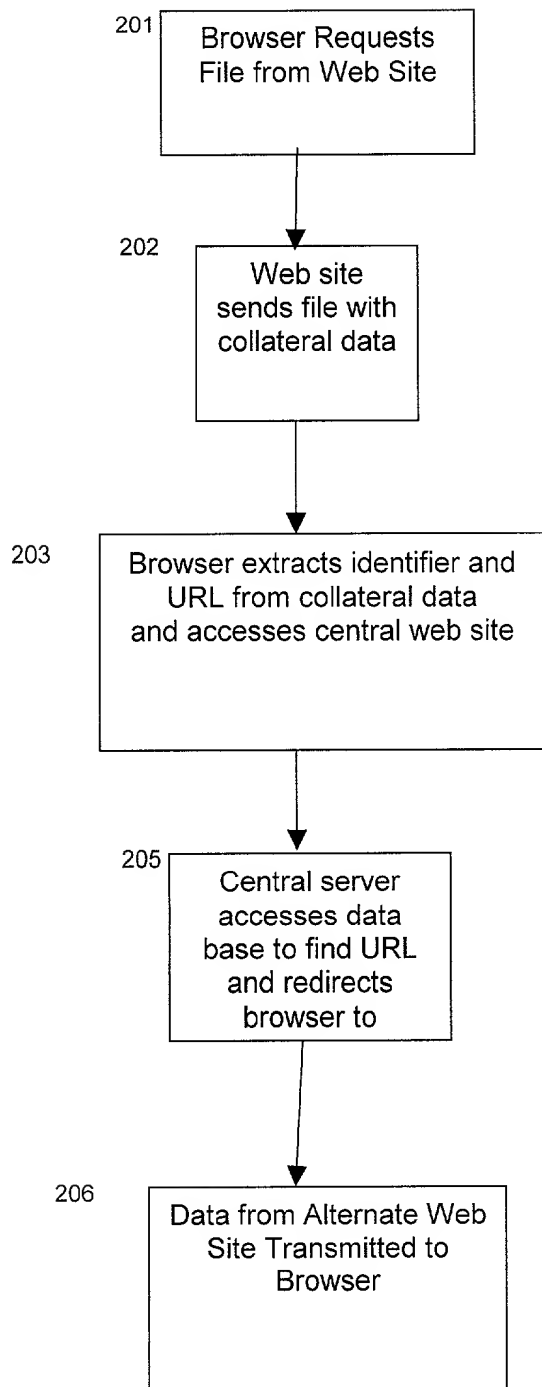 201
Browser Requests
File from Web Site
202
Web site
sends file with
collateral data
203
Browser extracts identifier and
URL from collateral data
and accesses central web site
205
Central server
accesses data
base to find URL
and redirects
browser to
206
Data from Alternate Web
Site Transmitted to
Browser